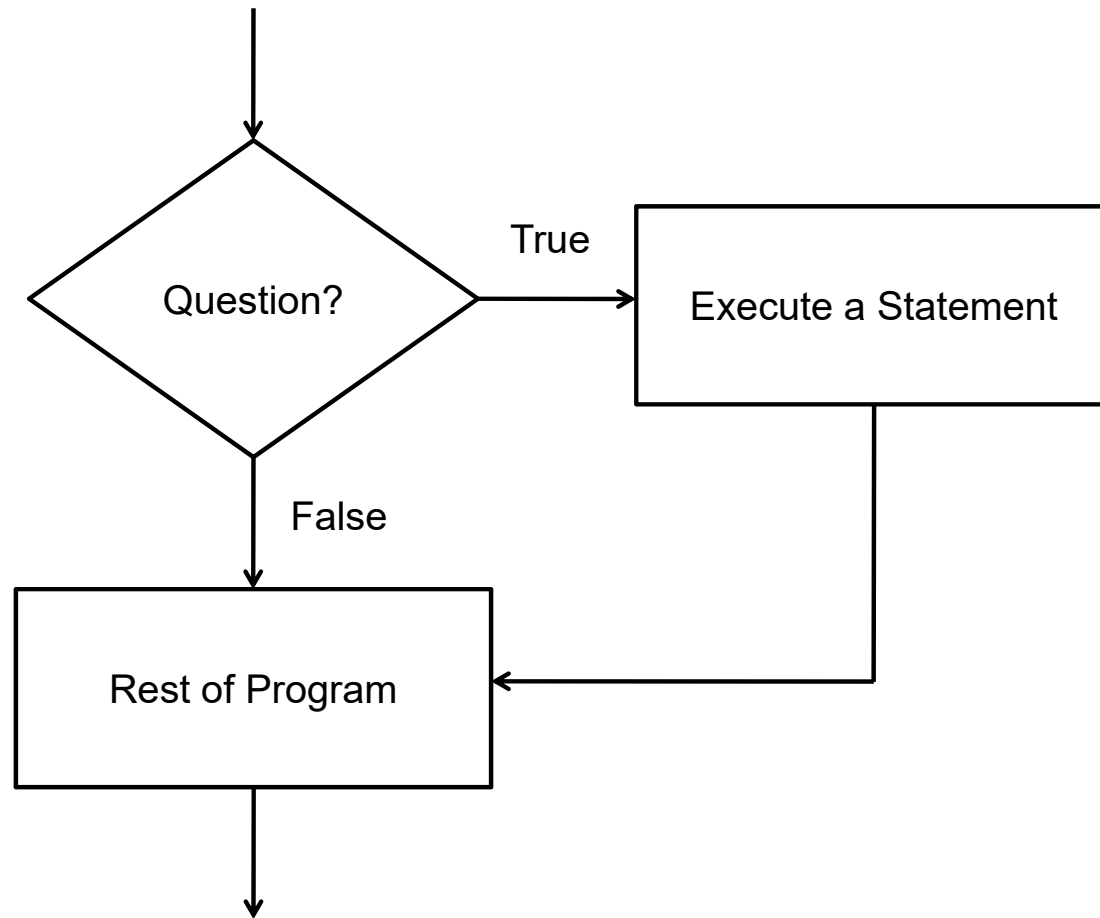 True
Question?
Execute a Statement
False
Rest of Program